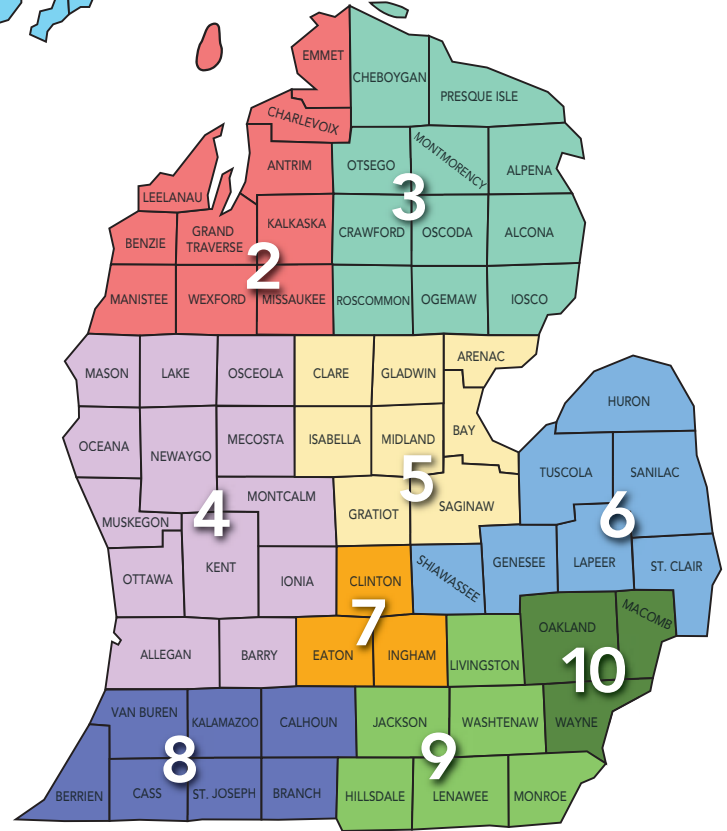 EMMET
CHEBOYGAN
PRESQUE ISLE
CHARLEVOIX
ANTRIM
OTSEGO
MONTMORENCY
ALPENA
LEELANAU
3
BENZIE
GRAND
TRAVERSE
KALKASKA
CRAWFORD
OSCODA
ALCONA
2
MANISTEE
WEXFORD
MISSAUKEE
ROSCOMMON
OGEMAW
IOSCO
ARENAC
MASON
LAKE
OSCEOLA
CLARE
GLADWIN
HURON
OCEANA
NEWAYGO
MECOSTA
ISABELLA
MIDLAND
BAY
5
TUSCOLA
SANILAC
MUSKEGON
4
MONTCALM
GRATIOT
SAGINAW
6
OTTAWA
KENT
IONIA
CLINTON
SHIAWASSEE
GENESEE
LAPEER
ST. CLAIR
7
ALLEGAN
BARRY
EATON
INGHAM
LIVINGSTON
OAKLAND
MACOMB
10
VAN BUREN
KALAMAZOO
CALHOUN
JACKSON
WASHTENAW
WAYNE
8
9
BERRIEN
CASS
ST. JOSEPH
BRANCH
HILLSDALE
LENAWEE
MONROE